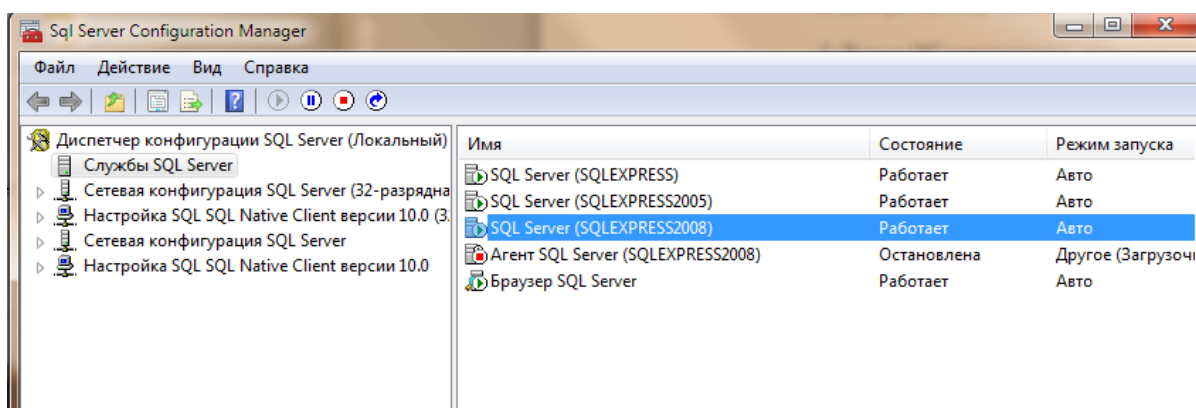 Sql Server Configuration Manager
Файл Действие Вид Справка
Диспетчер конфигурации SQL Server (Локальный)
Службы SQL Server
Сетевая конфигурация SQL Server (32-разрядна
Настройка SQL SQL Native Client версии 10.0 (3
Сетевая конфигурация SQL Server
Настройка SQL SQL Native Client версии 10.0
Имя Состояние Режим запуска
SQL Server (SQLEXPRESS) Работает Авто
SQL Server (SQLEXPRESS2005) Работает Авто
SQL Server (SQLEXPRESS2008) Работает Авто
Агент SQL Server (SQLEXPRESS2008) Остановлена Другое (Загрузоч
Браузер SQL Server Работает Авто